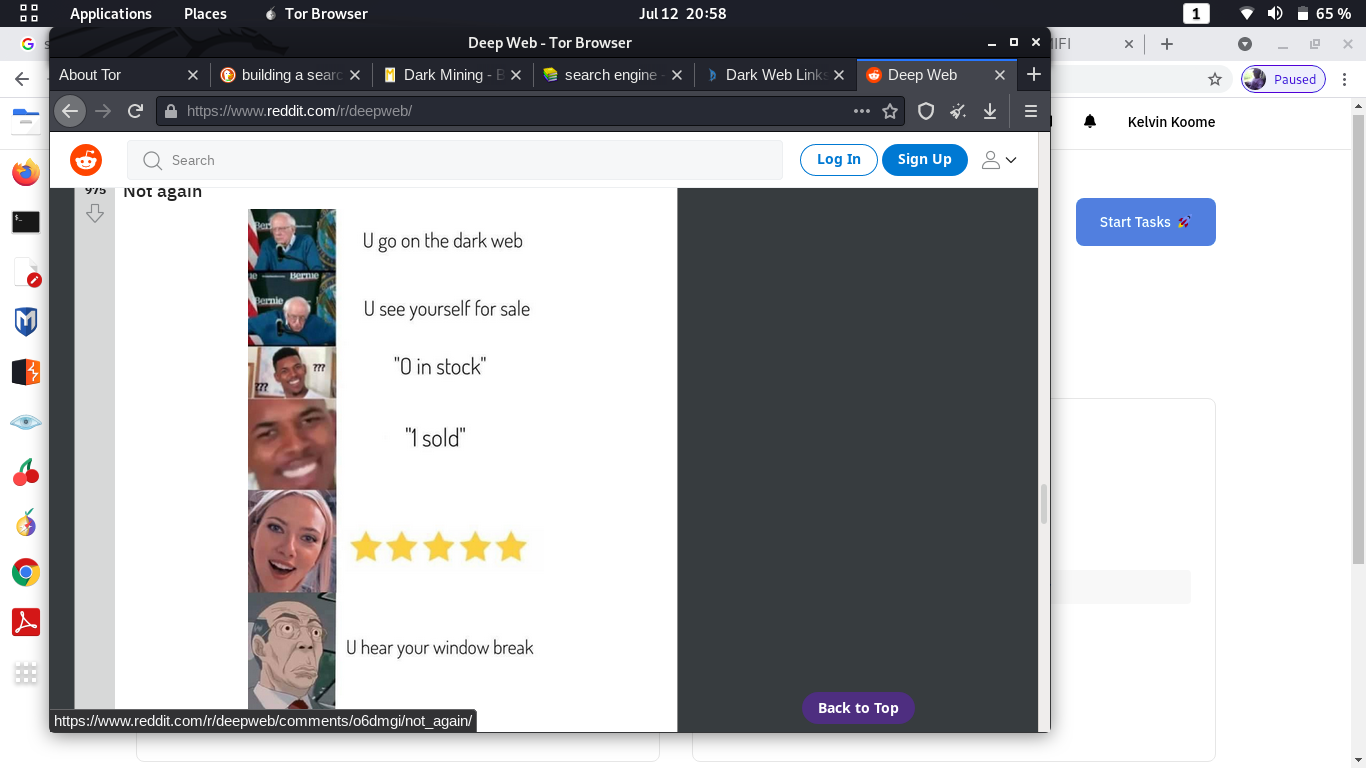 Applications Places Tor Browser Jul 12 20:58 1 65 %
Deep Web - Tor Browser
About Tor building a searc Dark Mining - B search engine - Dark Web Links Deep Web
IFI
https://www.reddit.com/r/deepweb/
Paused
Search Log In Sign Up
Kelvin Koome
975
Not again
Start Tasks
U go on the dark web
Bernie
U see yourself for sale
"0 in stock"
???
???
"1 sold"
U hear your window break
Back to Top
https://www.reddit.com/r/deepweb/comments/o6dmgi/not_again/